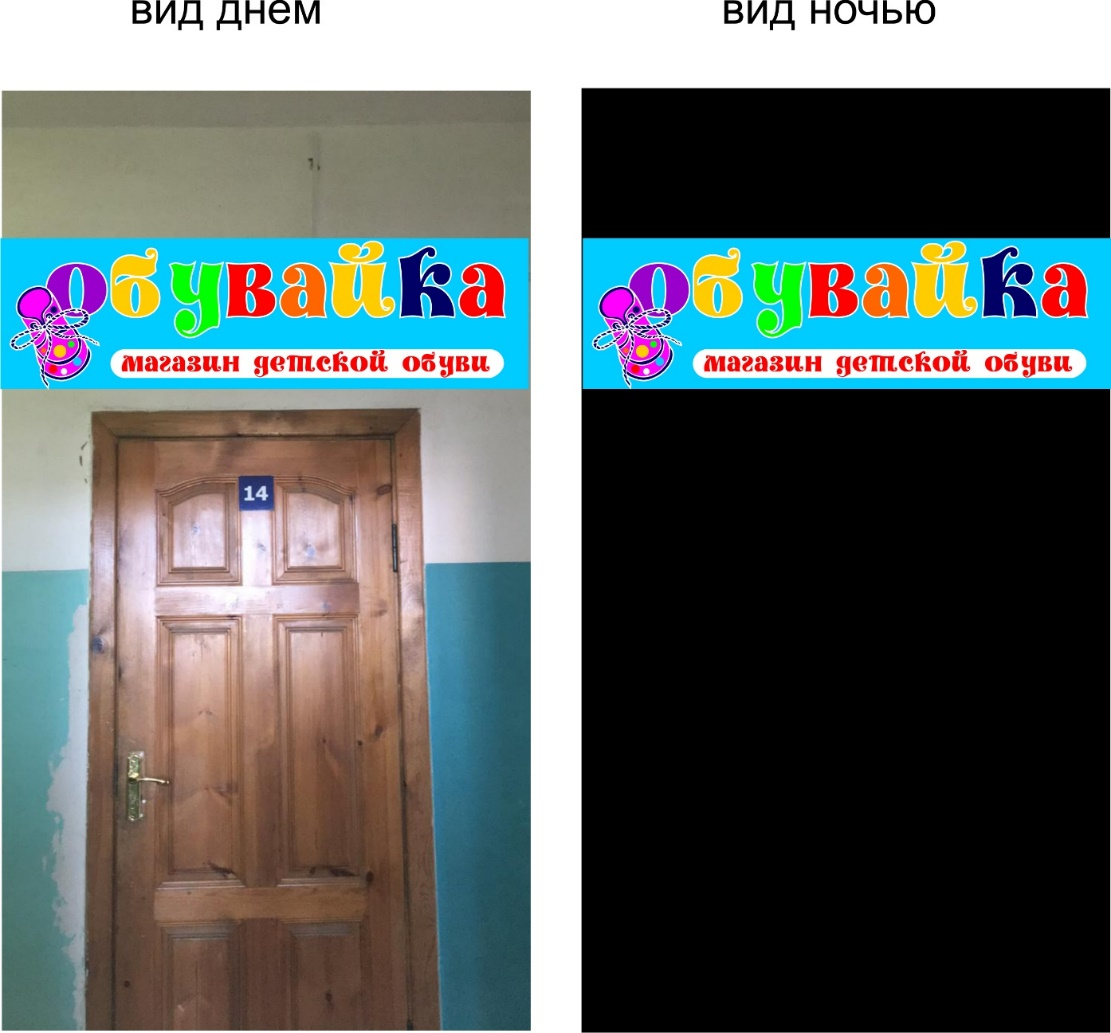 вид днем
вид ночью
обувайка
магазин детской обуви
14
обувайка
магазин детской обуви